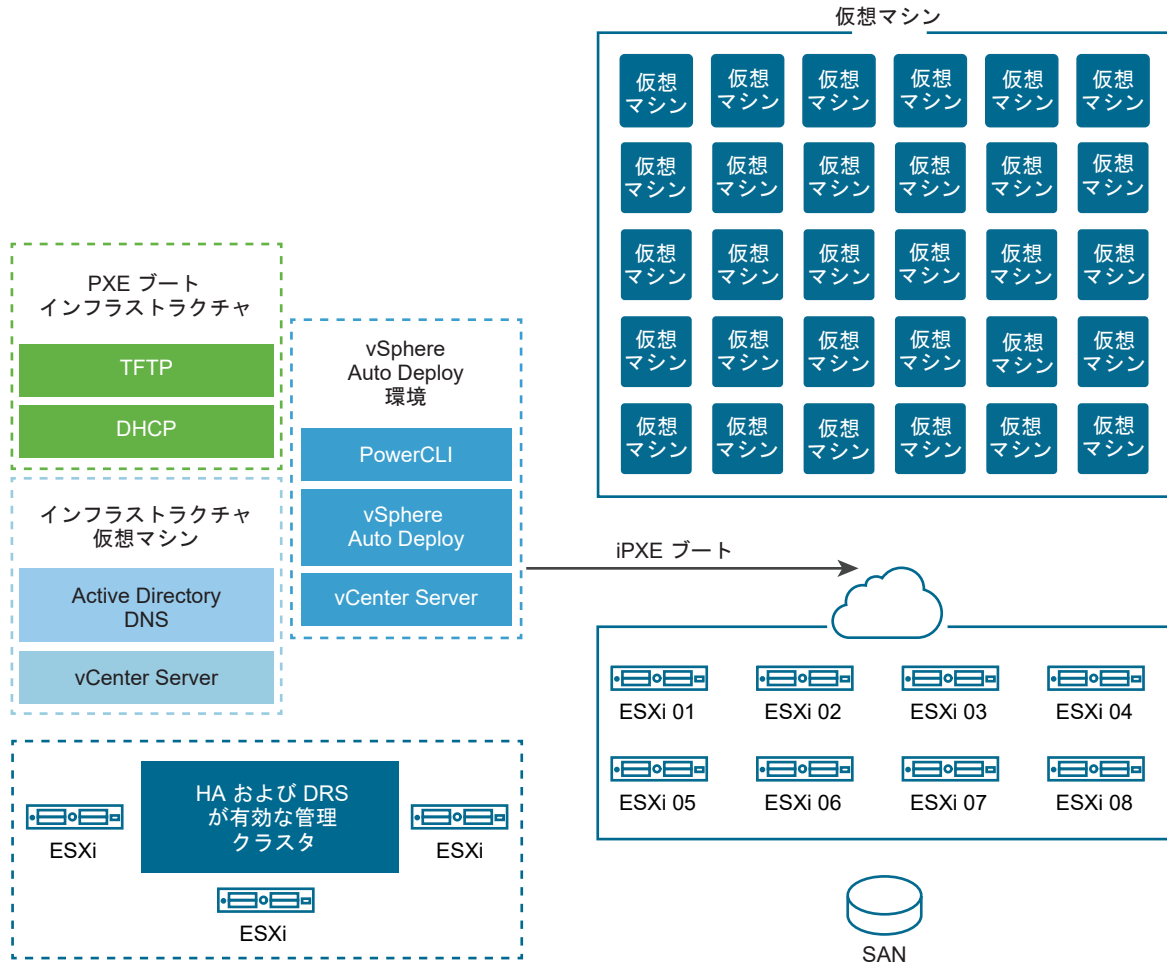 仮想マシン
仮想
マシン
仮想
マシン
仮想
マシン
仮想
マシン
仮想
マシン
仮想
マシン
仮想
マシン
仮想
マシン
仮想
マシン
仮想
マシン
仮想
マシン
仮想
マシン
仮想
マシン
仮想
マシン
仮想
マシン
仮想
マシン
仮想
マシン
仮想
マシン
仮想
マシン
仮想
マシン
仮想
マシン
仮想
マシン
仮想
マシン
仮想
マシン
仮想
マシン
仮想
マシン
仮想
マシン
仮想
マシン
仮想
マシン
仮想
マシン
PXE ブート
インフラストラクチャ
TFTP
DHCP
インフラストラクチャ
仮想マシン
Active Directory
DNS
vCenter Server
vSphere
Auto Deploy
環境
PowerCLI
vSphere
Auto Deploy
vCenter Server
iPXE ブート
ESXi 01
ESXi 02
ESXi 03
ESXi 04
ESXi 05
ESXi 06
ESXi 07
ESXi 08
HA および DRS
が有効な管理
クラスタ
ESXi
ESXi
ESXi
SAN